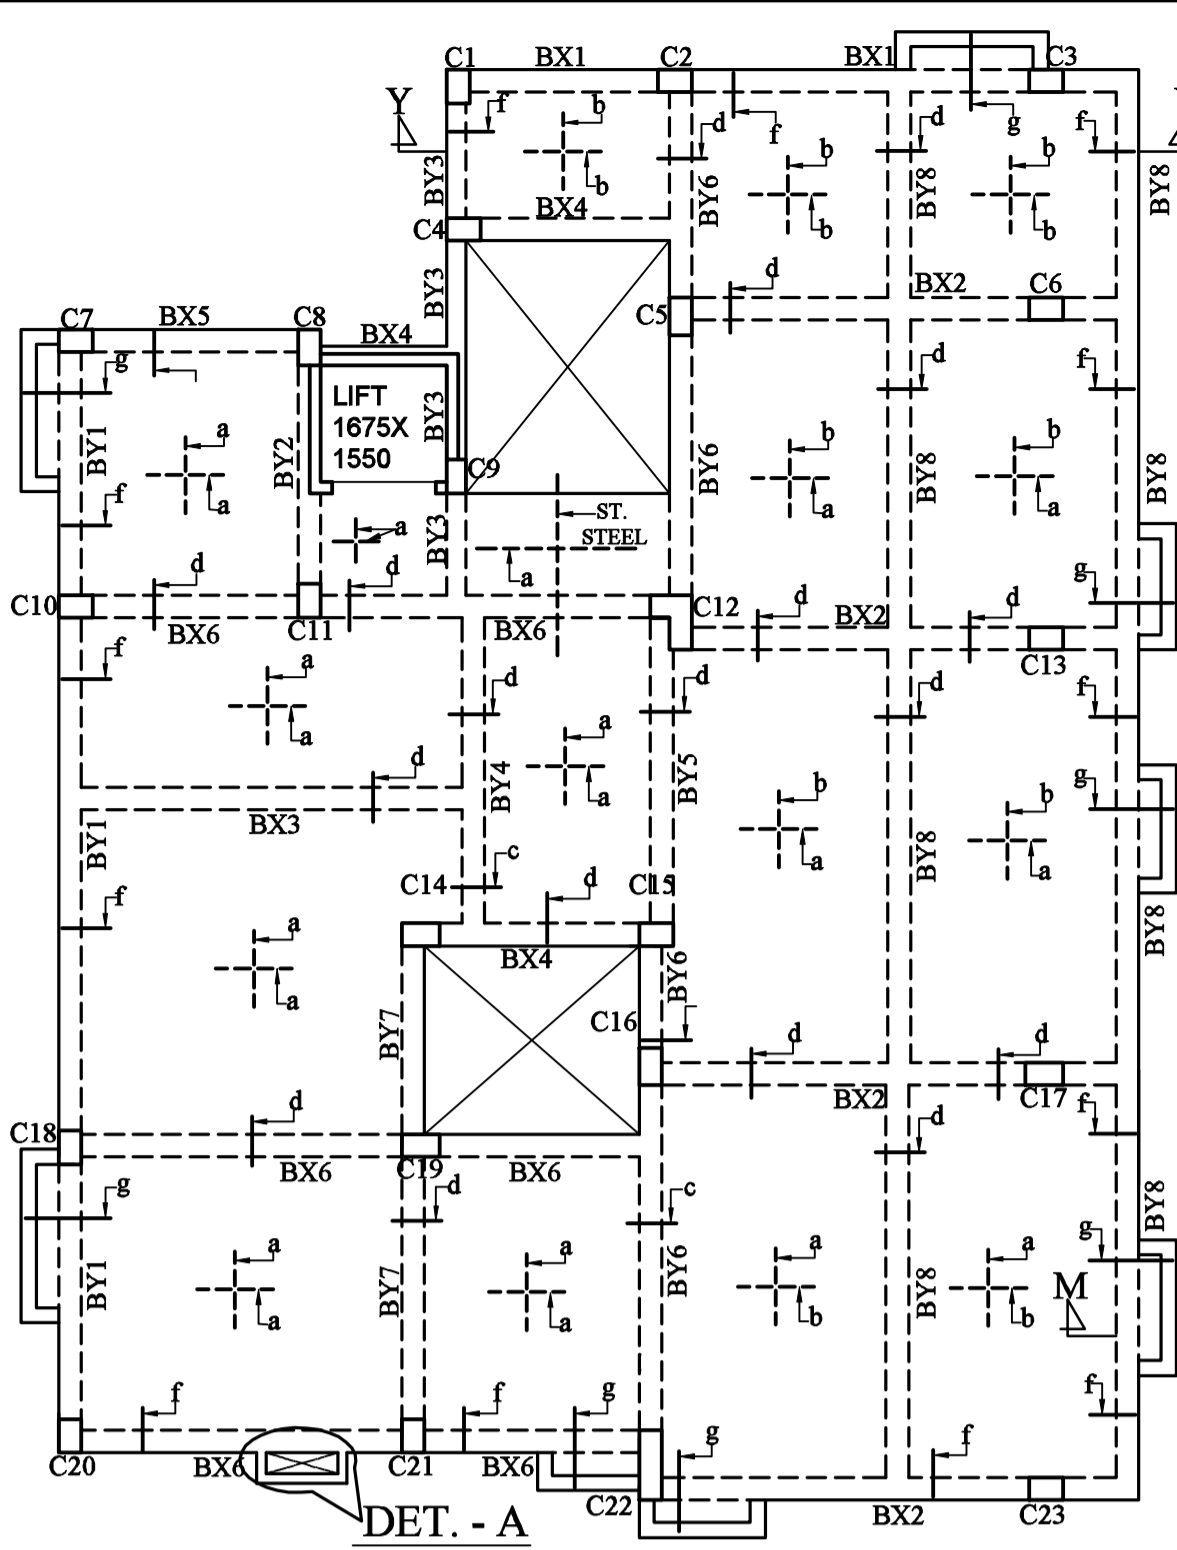 C1 BX1 C2 BX1 C3
Y f b d f b d g b f
b b b
BY3 BX4 BY6 BY8 BY8
C4
BY3 d BX2 C6
C7 BX5 C8 BX4 C5
g d f
LIFT
1675X
1550
BY3
BY1 a BY2 C9 b BY6 BY8 b BY8
f a a a
ST.
STEEL
a BY3 a
d d g
C10 BX6 C11 BX6 C12 d BX2 d C13
f a d d d f
a a BY4 BY5 g
d a b b
BX3 a a BY8
BY1 c
f C14 d C15 BY8
a BX4 BY6
a BY7 C16
d d d
BX2 C17
C18 BX6 C19 BX6 f
g d c d BY8
a a a a g
BY1 BY7 BY6 BY8 M
a a b b
f f g g f f
C20 BX6 C21 BX6 C22 BX2 C23
DET. - A